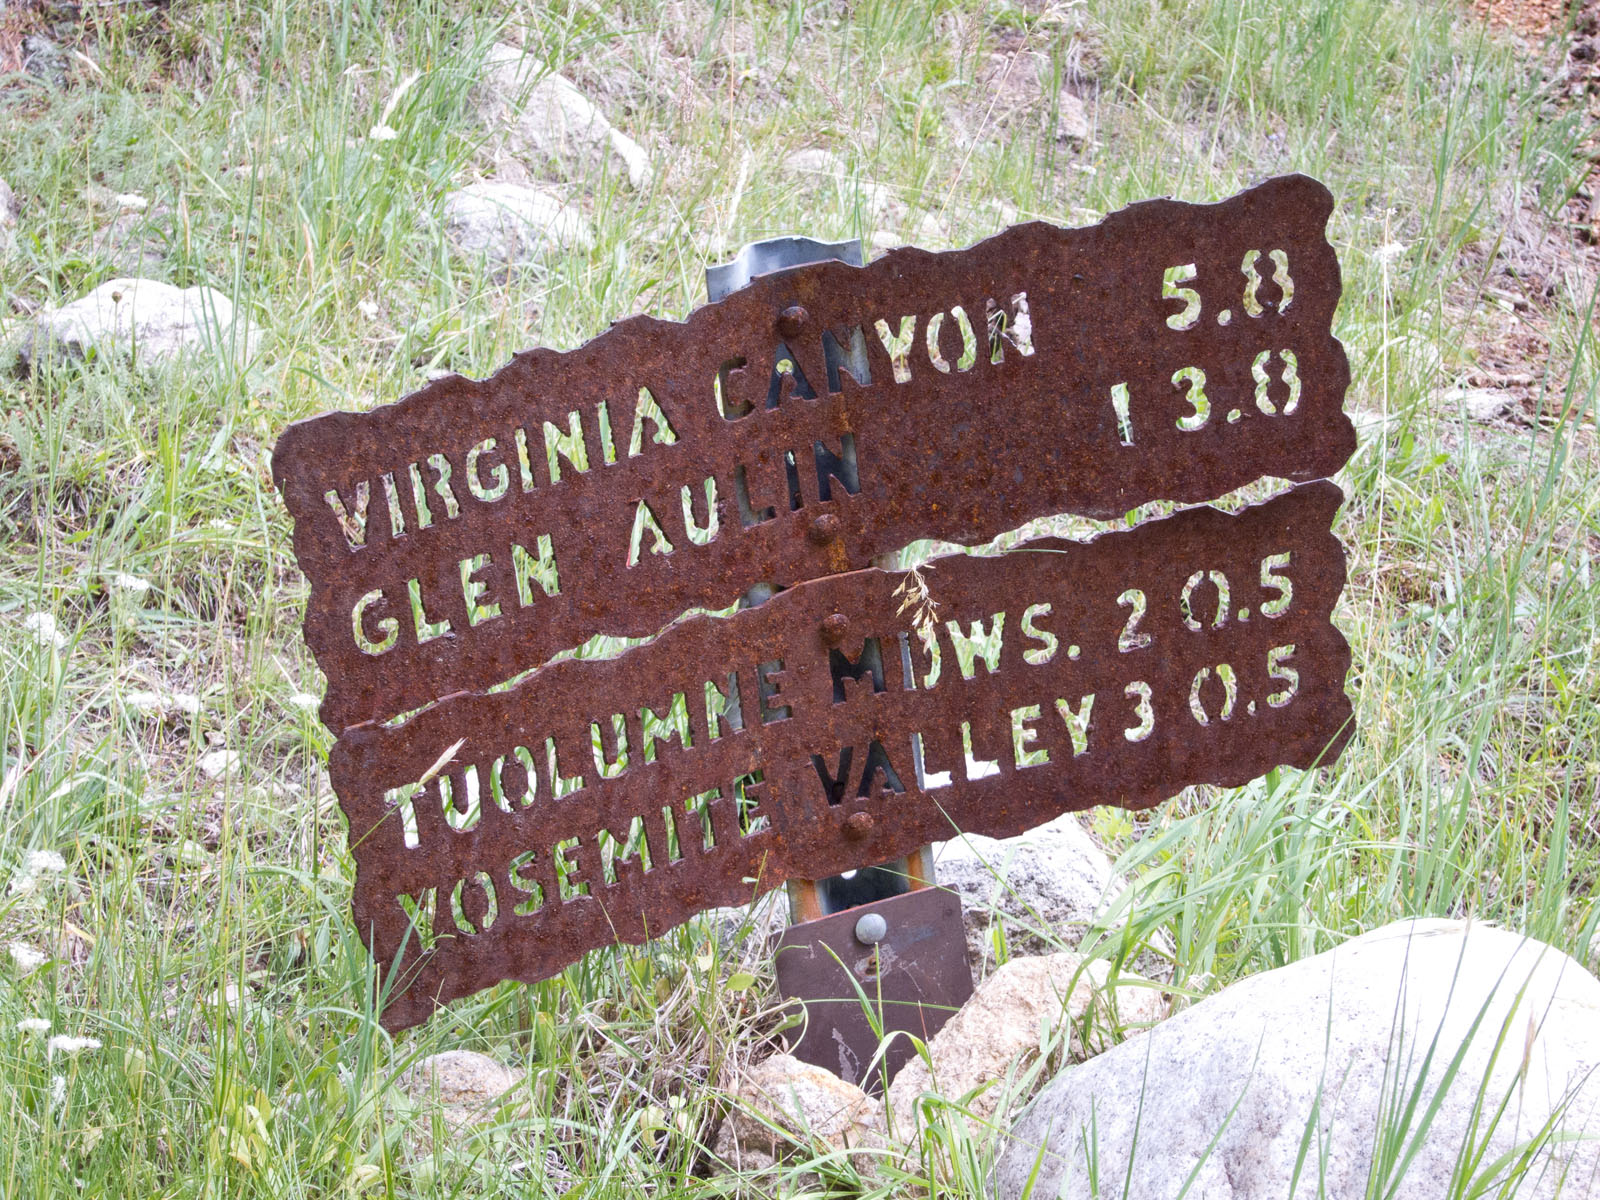 VIRGINIA CANYON 5.8
GLEN AULIN 13.8
TUOLUMNE MDWS. 20.5
YOSEMITE VALLEY 30.5